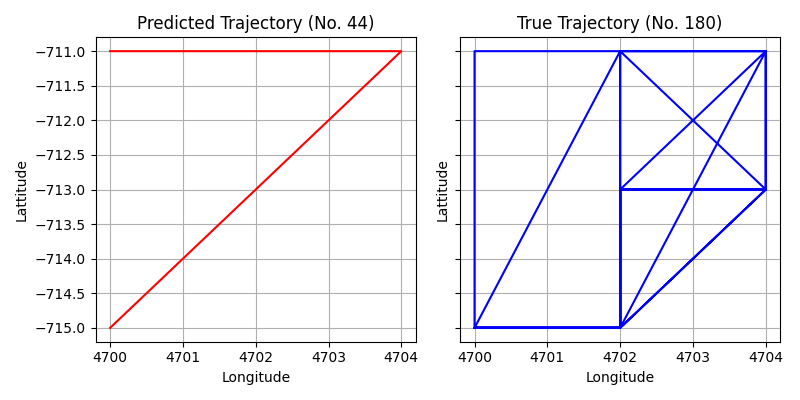 Predicted Trajectory (No. 44)
−711.0
−711.5
−712.0
−712.5
−713.0
−713.5
−714.0
−714.5
−715.0
Lattitude
4700 4701 4702 4703 4704
Longitude
True Trajectory (No. 180)
Lattitude
4700 4701 4702 4703 4704
Longitude